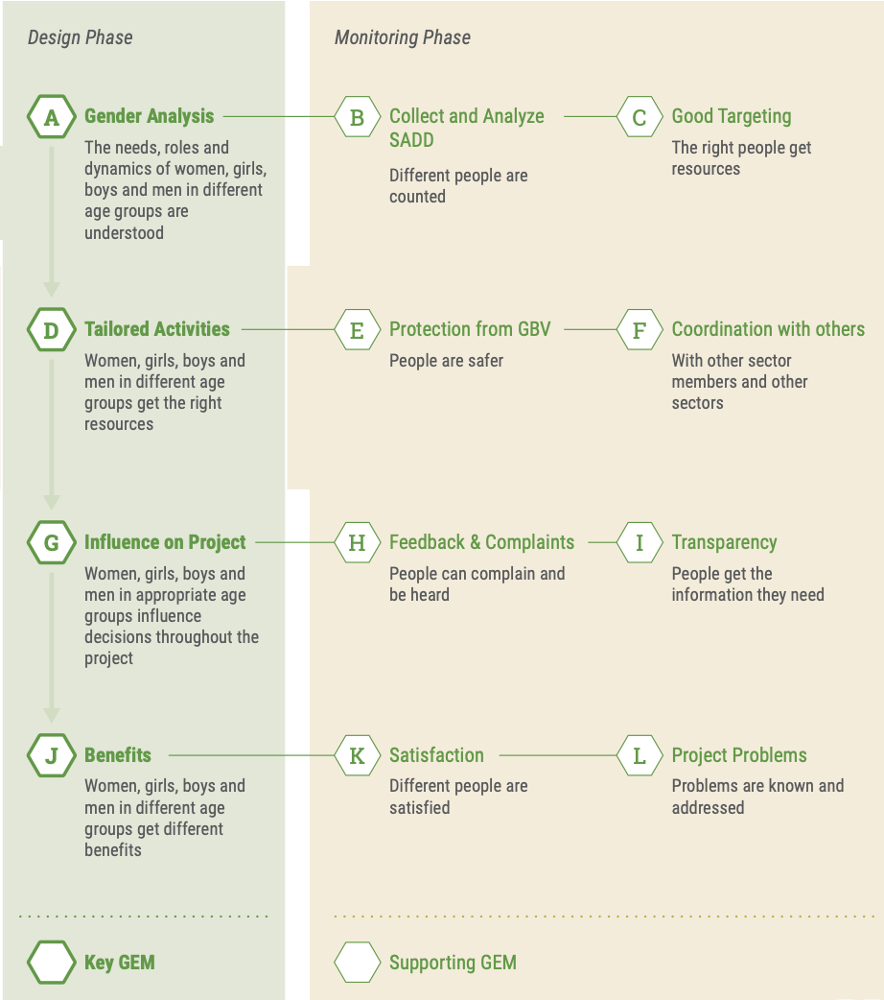 Design Phase
Monitoring Phase
A
Gender Analysis
The needs, roles and
dynamics of women, girls,
boys and men in different
age groups are
understood
B
Collect and Analyze
SADD
Different people are
counted
C
Good Targeting
The right people get
resources
D
Tailored Activities
Women, girls, boys and
men in different age
groups get the right
resources
E
Protection from GBV
People are safer
F
Coordination with others
With other sector
members and other
sectors
G
Influence on Project
Women, girls, boys and
men in appropriate age
groups influence
decisions throughout the
project
H
Feedback & Complaints
People can complain and
be heard
I
Transparency
People get the
information they need
J
Benefits
Women, girls, boys and
men in different age
groups get different
benefits
K
Satisfaction
Different people are
satisfied
L
Project Problems
Problems are known and
addressed
Key GEM
Supporting GEM